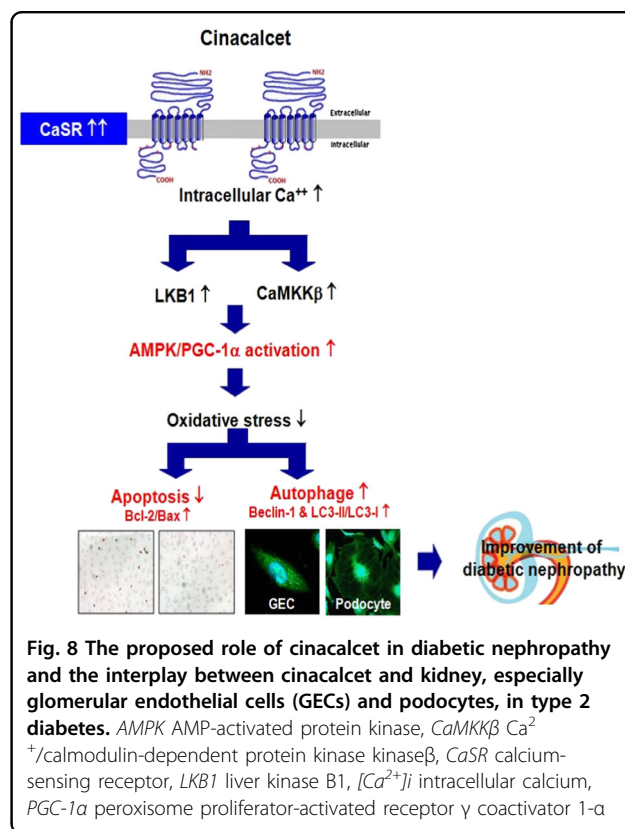 Cinacalcet
NH2
NH2
CaSR ↑↑
Extracellular
Intracellular
COOH
COOH
Intracellular Ca⁺⁺ ↑
LKB1 ↑
CaMKKβ ↑
AMPK/PGC-1α activation ↑
Oxidative stress ↓
Apoptosis ↓
Bcl-2/Bax ↑
Autophage ↑
Beclin-1 & LC3-II/LC3-I ↑
GEC
Podocyte
Improvement of
diabetic nephropathy
Fig. 8 The proposed role of cinacalcet in diabetic nephropathy
and the interplay between cinacalcet and kidney, especially
glomerular endothelial cells (GECs) and podocytes, in type 2
diabetes. AMPK AMP-activated protein kinase, CaMKKβ Ca²
⁺/calmodulin-dependent protein kinase kinaseβ, CaSR calcium-
sensing receptor, LKB1 liver kinase B1, [Ca²⁺]i intracellular calcium,
PGC-1α peroxisome proliferator-activated receptor γ coactivator 1-α